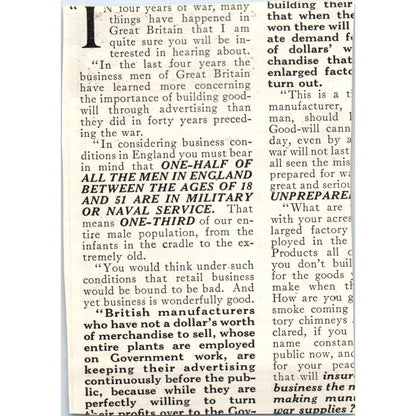 "IN four years of war, many
things have happened in
Great Britain that I am
quite sure you will be in-
terested in hearing about.
"In the last four years the
business men of Great Britain
have learned more concerning
the importance of building good-
will through advertising than
they did in forty years preced-
ing the war.
"In considering business con-
ditions in England you must bear
in mind that ONE-HALF OF
ALL THE MEN IN ENGLAND
BETWEEN THE AGES OF 18
AND 51 ARE IN MILITARY
OR NAVAL SERVICE. That
means ONE-THIRD of our en-
tire male population, from the
infants in the cradle to the ex-
tremely old.
"You would think under such
conditions that retail business
would be bound to be bad. And
yet business is wonderfully good.
"British manufacturers
who have not a dollar's worth
of merchandise to sell, whose
entire plants are employed
on Government work, are
keeping their advertising
continuously before the pub-
lic, because while they are
perfectly willing to turn
their profits over to the Gov-
building their
that when the
won there will
ate demand f
of dollars' w
chandise that
enlarged facto
turn out.
"This is a t
manufacturer,
man, should l
Good-will cann
day, even by a
war will not last
all seen the mis
prepared for wa
great and seriou
UNPREPARE
"What are
with your acres
larged factory
ployed in the
Products all o
you don't buil
for the goods
make when th
How are you g
smoke coming
tory chimneys
clared, if you
name constan
public now, and
for your peac
that will insur
business the n
making muni
war supplies?